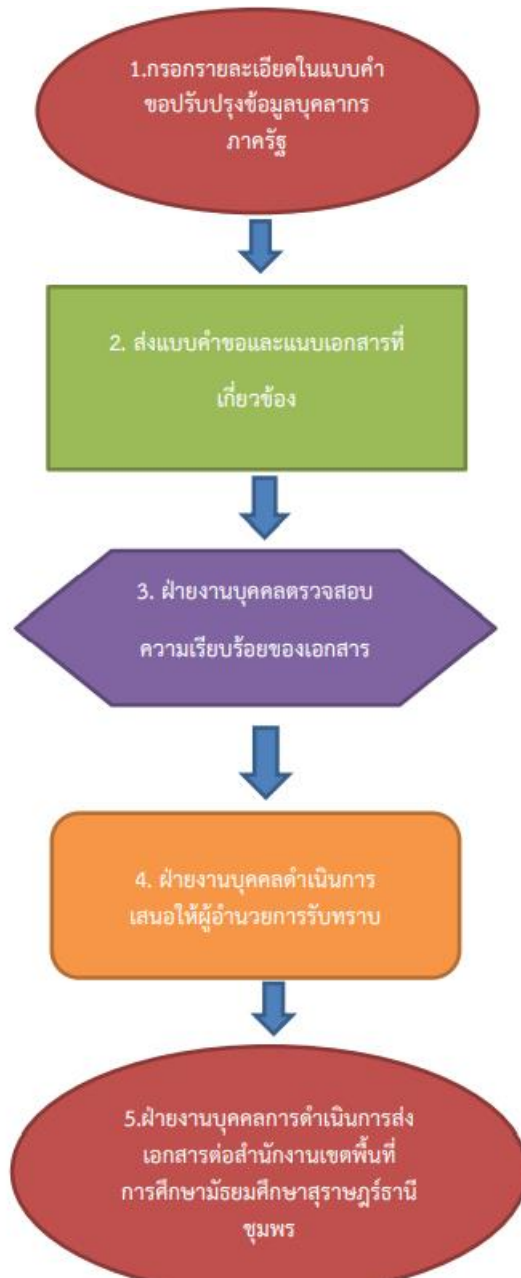 1.กรอกรายละเอียดในแบบคำ
ขอปรับปรุงข้อมูลบุคลากร
ภาครัฐ
2. ส่งแบบคำขอและแนบเอกสารที่
เกี่ยวข้อง
3. ฝ่ายงานบุคคลตรวจสอบ
ความเรียบร้อยของเอกสาร
4. ฝ่ายงานบุคคลดำเนินการ
เสนอให้ผู้อำนวยการรับทราบ
5.ฝ่ายงานบุคคลการดำเนินการส่ง
เอกสารต่อสำนักงานเขตพื้นที่
การศึกษามัธยมศึกษาสุราษฎร์ธานี
ชุมพร